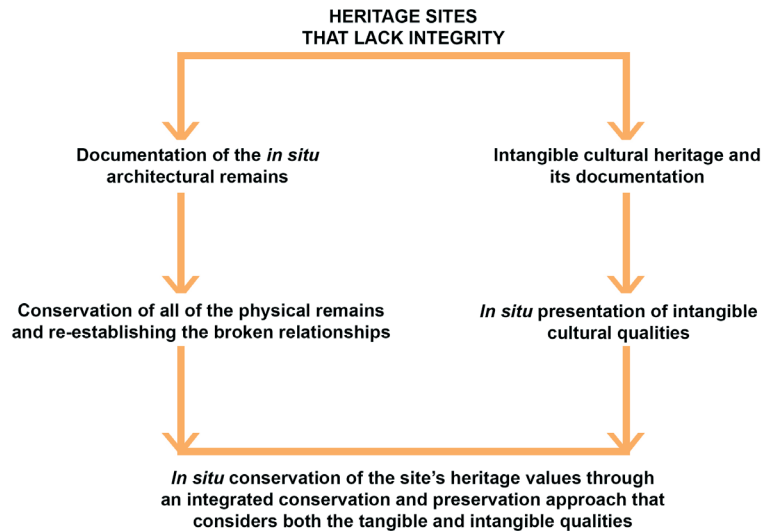 HERITAGE SITES
THAT LACK INTEGRITY
Documentation of the in situ
architectural remains
Intangible cultural heritage and
its documentation
Conservation of all of the physical remains
and re-establishing the broken relationships
In situ presentation of intangible
cultural qualities
In situ conservation of the site's heritage values through
an integrated conservation and preservation approach that
considers both the tangible and intangible qualities